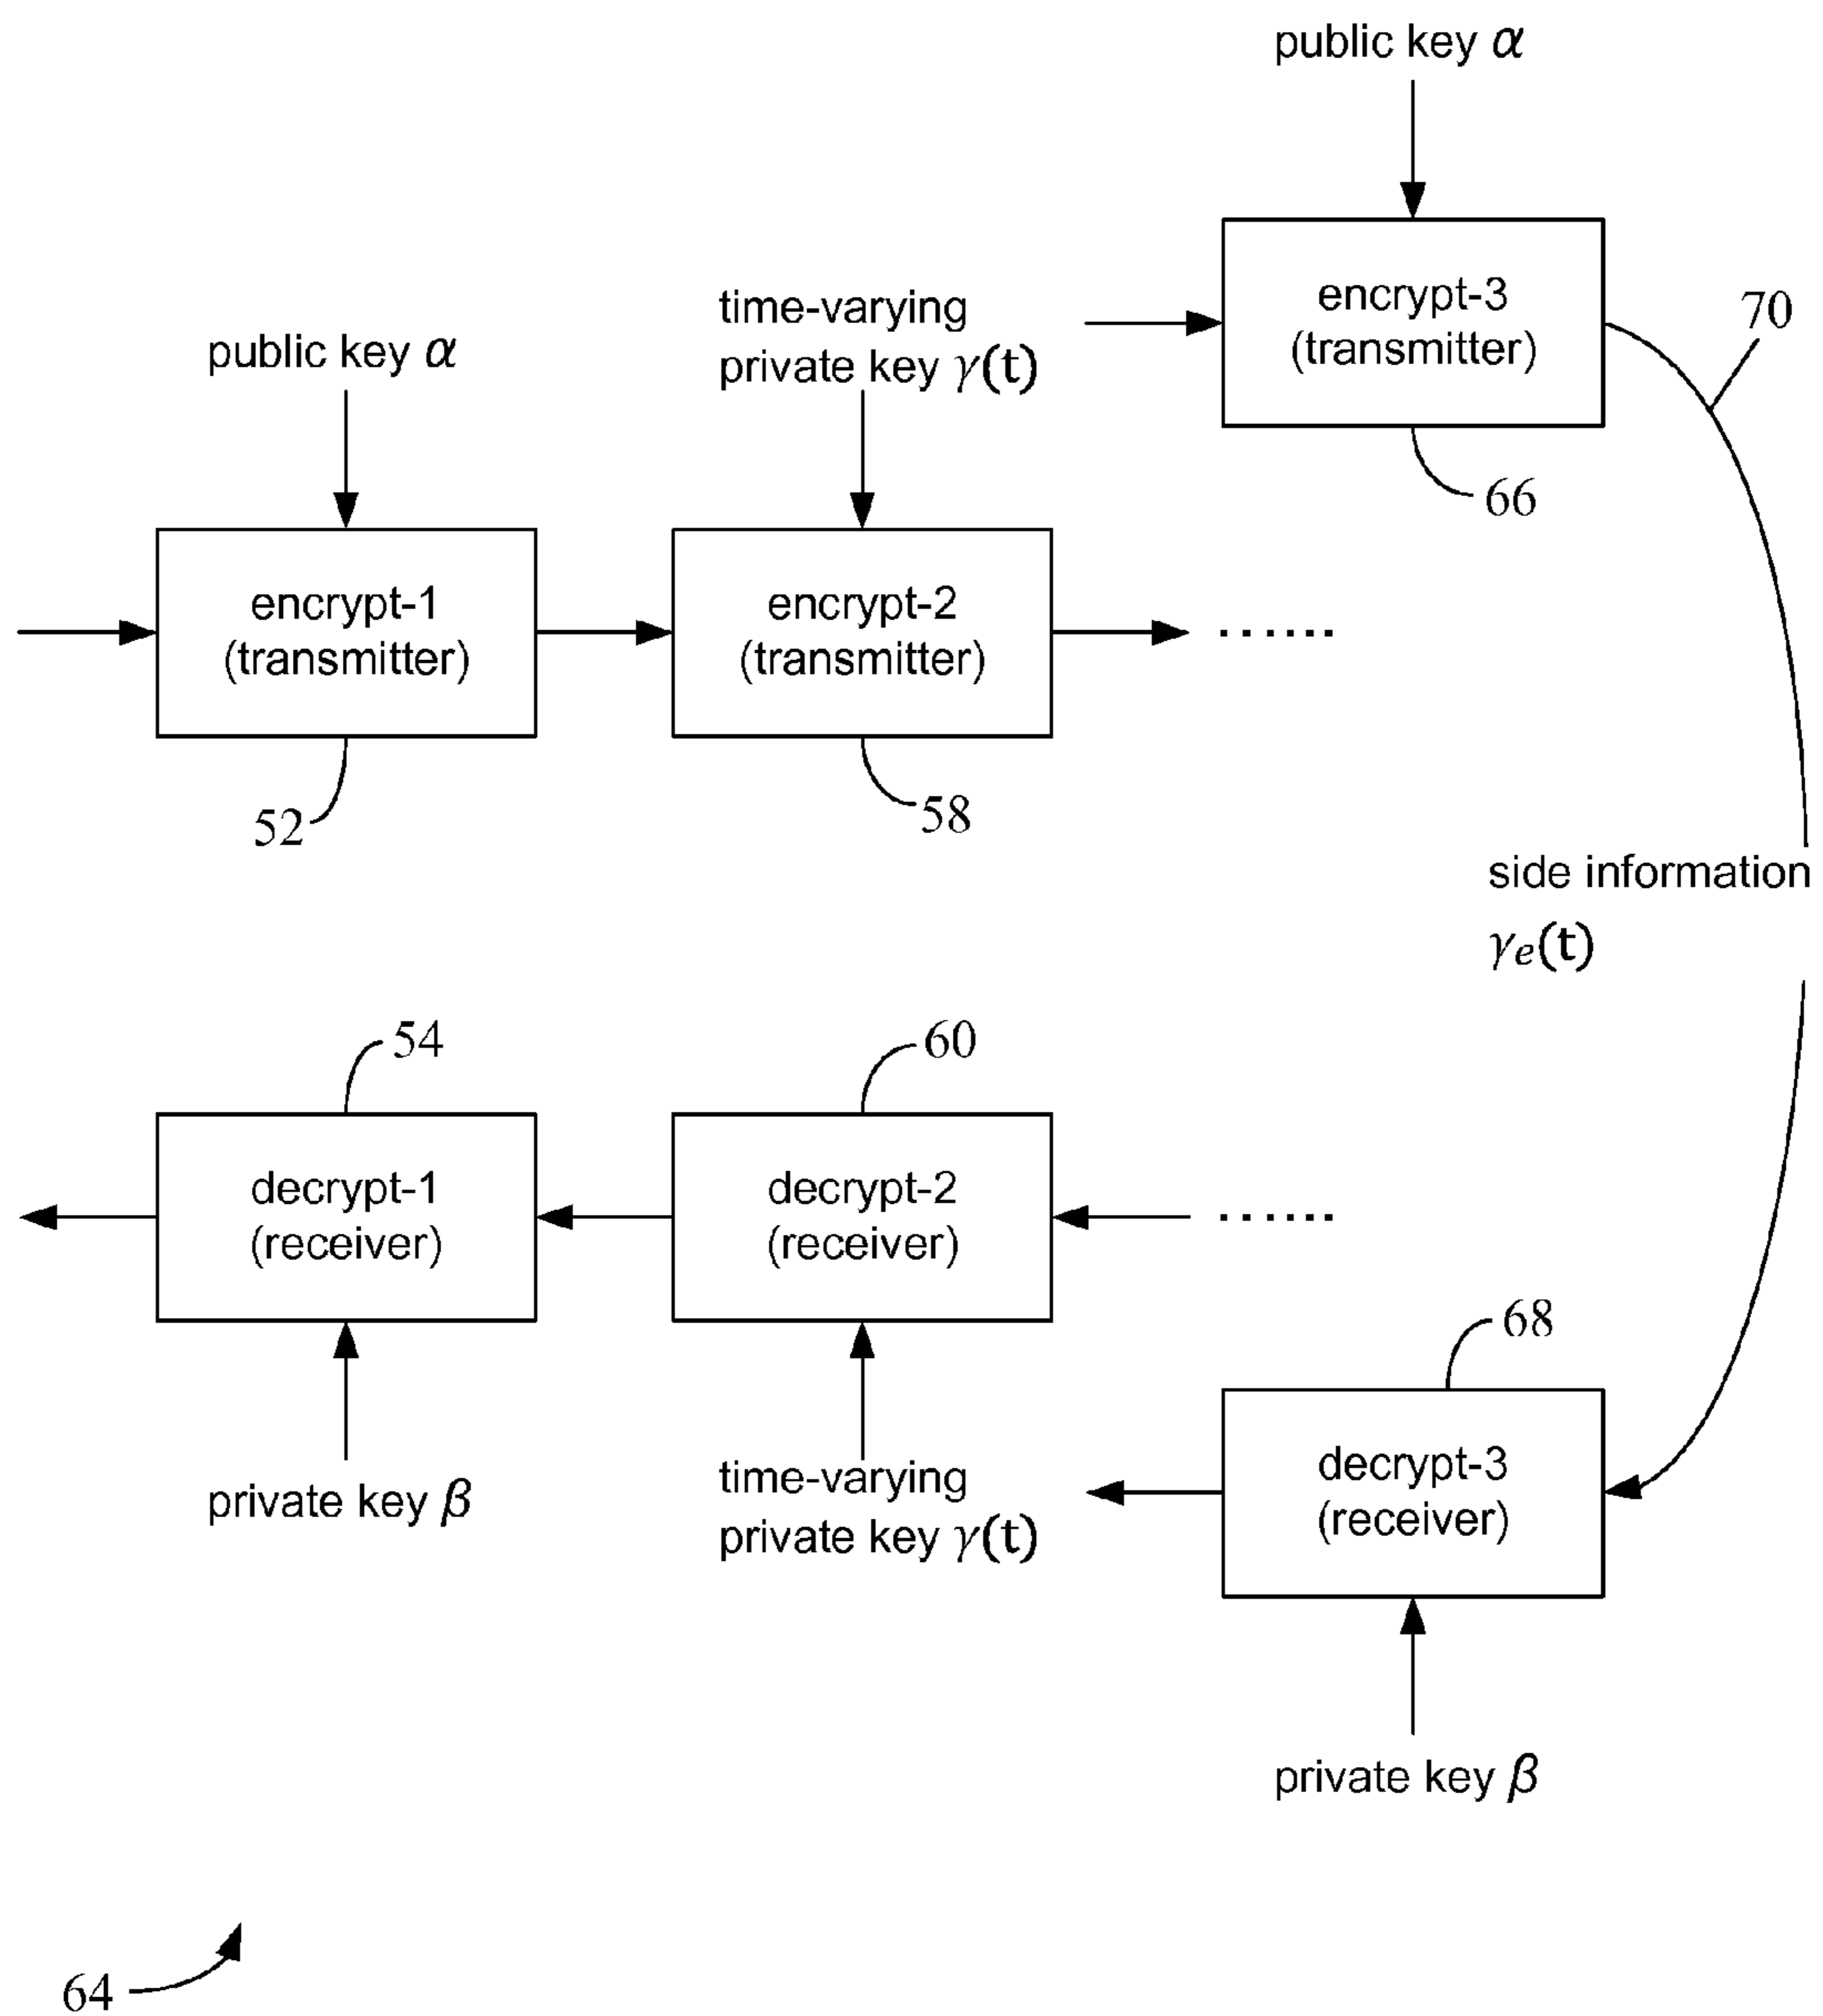 public key α
70
encrypt-3
(transmitter)
66
time-varying
private key γ(t)
public key α
encrypt-1
(transmitter)
52
encrypt-2
(transmitter)
58
......
side information
γₑ(t)
54
60
decrypt-1
(receiver)
decrypt-2
(receiver)
......
68
decrypt-3
(receiver)
private key β
time-varying
private key γ(t)
private key β
64